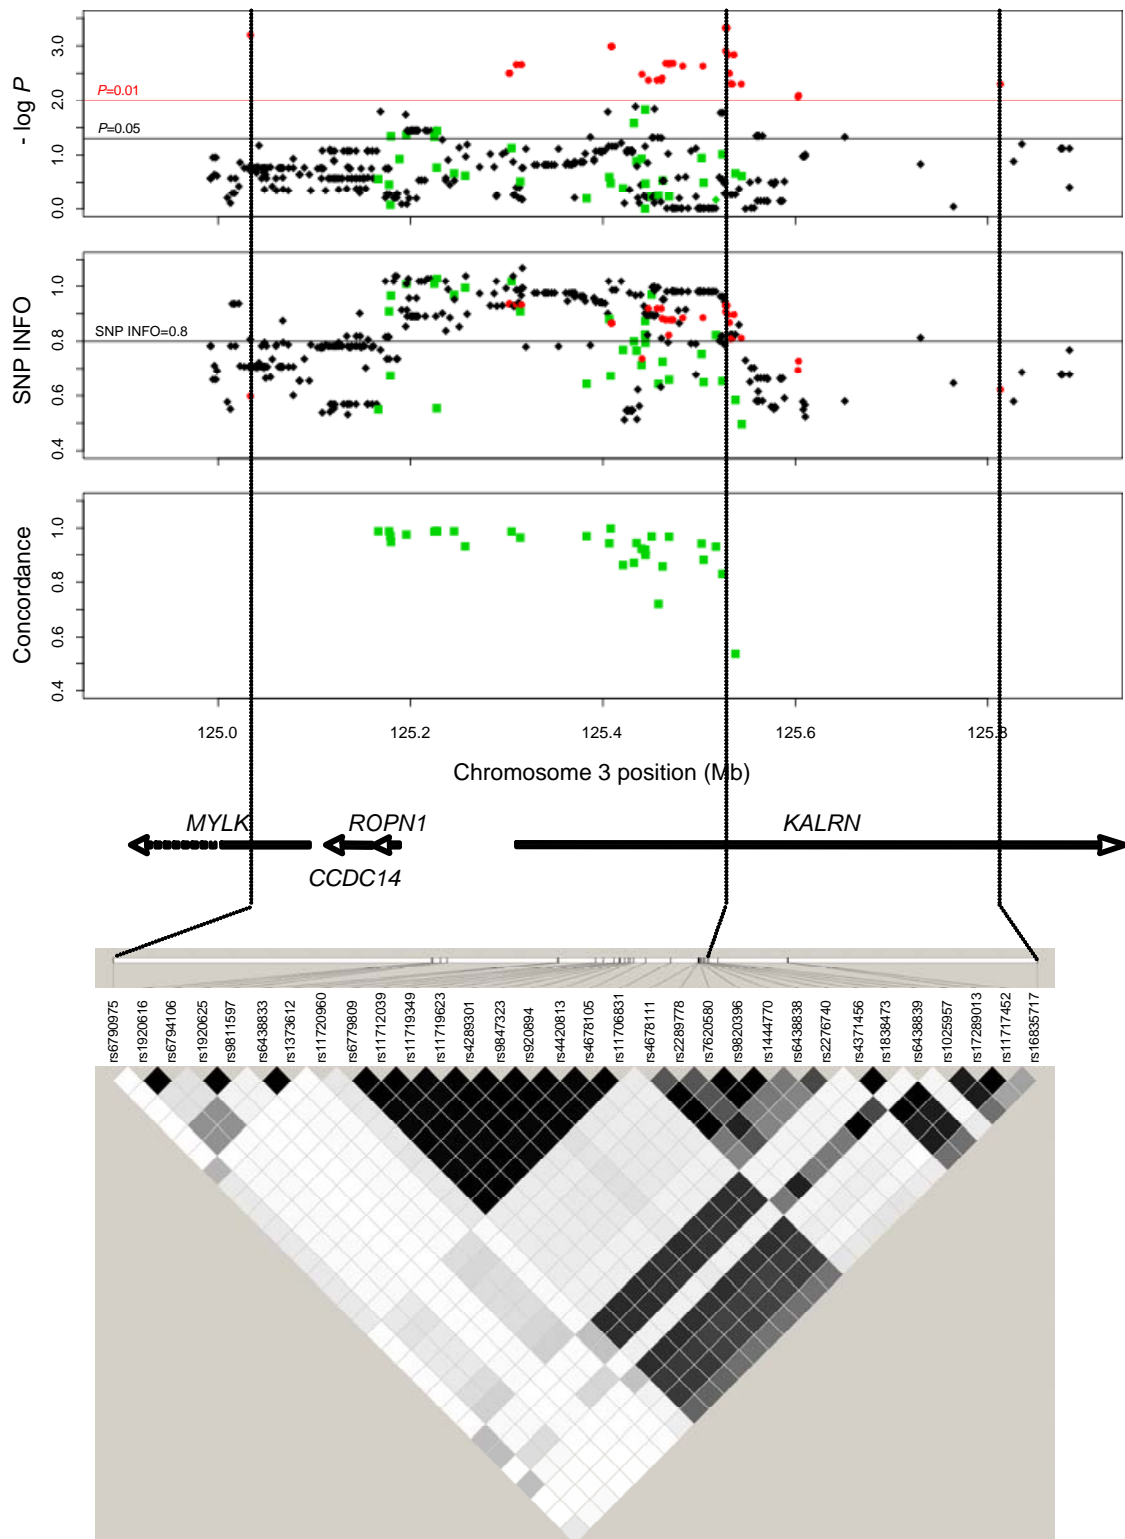 3.0
2.0
1.0
0.0
- log P
P=0.01
P=0.05
1.0
0.8
0.6
0.4
SNP INFO
SNP INFO=0.8
1.0
0.8
0.6
0.4
Concordance
125.0 125.2 125.4 125.6 125.8
Chromosome 3 position (Mb)
MYLK ROPN1 KALRN
CCDC14
rs6790975
rs1920616
rs6794106
rs1920625
rs9811597
rs6438833
rs1373612
rs11720960
rs6779809
rs11712039
rs11719349
rs11719623
rs4289301
rs9847323
rs920894
rs4420813
rs4678105
rs11706831
rs4678111
rs2289778
rs7620580
rs9820396
rs1444770
rs6438838
rs2276740
rs4371456
rs1838473
rs6438839
rs1025957
rs17289013
rs11717452
rs16835717